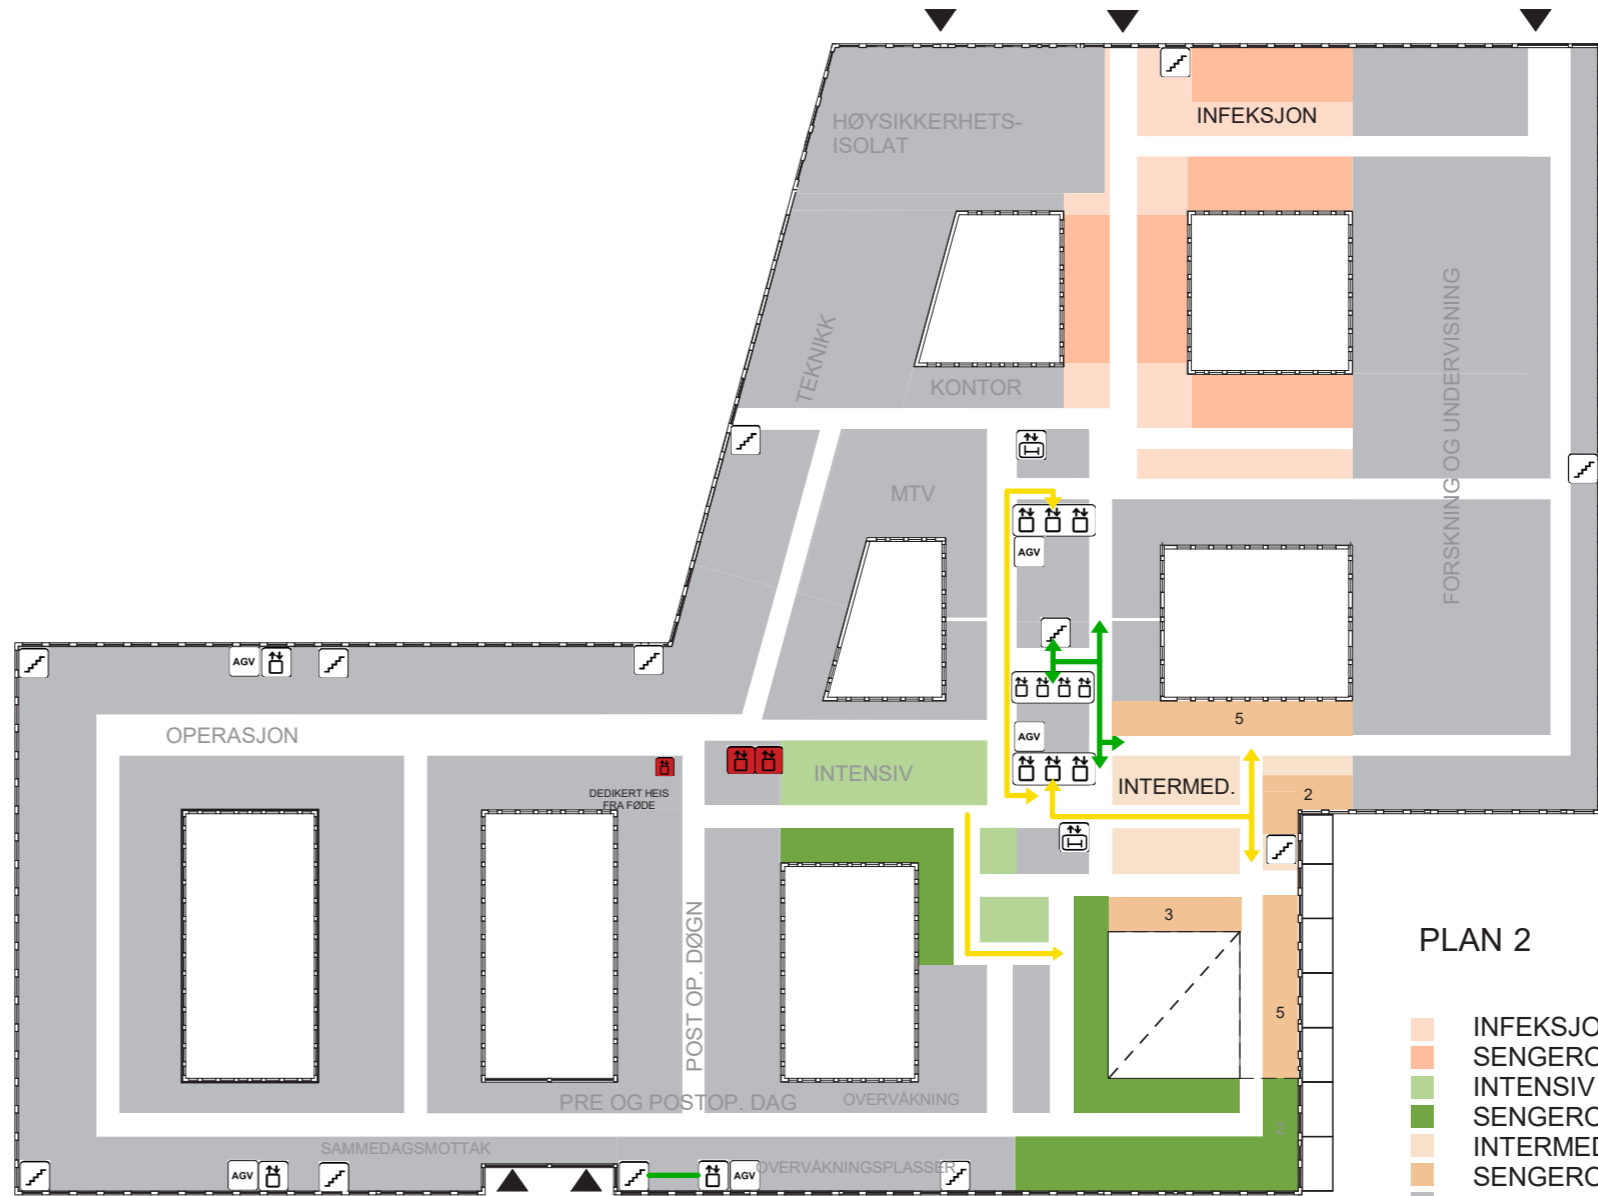 HØYSIKKERHETS-
ISOLAT
INFEKSJON
TEKNIKK
KONTOR
FORSKNING OG UNDERVISNING
MTV
AGV
AGV
OPERASJON
AGV
5
INTENSIV
INTERMED.
DEDIKERT HEIS
FRA FØDE
2
3
POST OP. DØGN
5
PRE OG POSTOP. DAG
OVERVÅKNING
2
SAMMEDAGSMOTTAK
OVERVÅKNINGSPLASSER
AGV
AGV
PLAN 2
INFEKSJO
SENGERO
INTENSIV
SENGERO
INTERMED
SENGERO